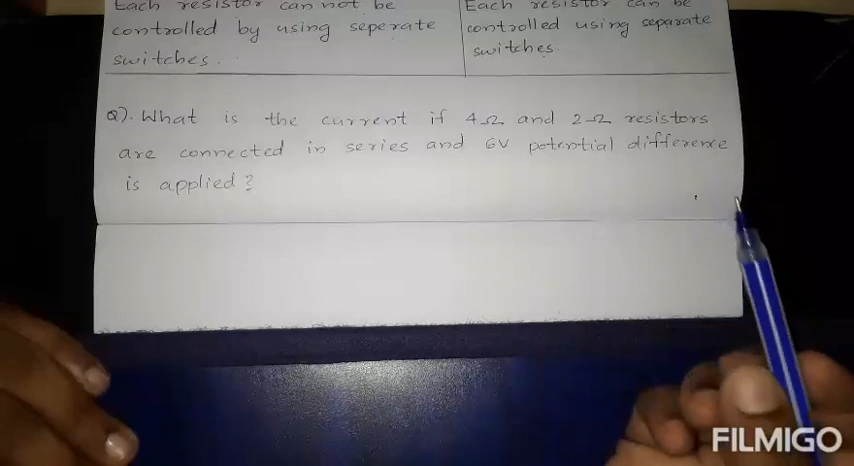 Each resistor can not be
controlled by using seperate
switches.
Each resistor can be
controlled using separate
switches.
Q). What is the current if 4Ω and 2Ω resistors
are connected in series and 6V potential difference
is applied?
FILMIGO